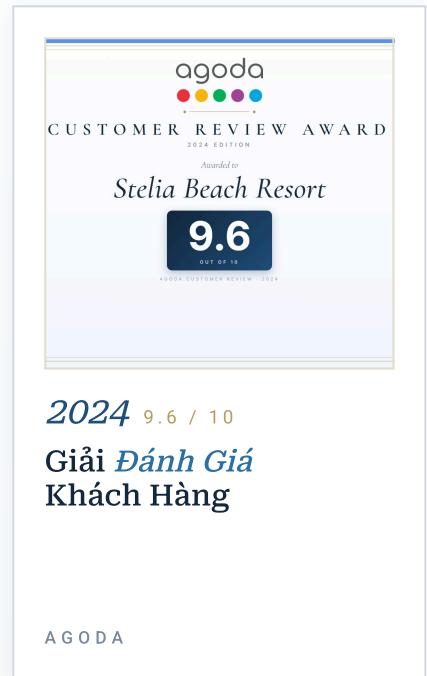 agoda
CUSTOMER REVIEW AWARD
2024 EDITION
Awarded to
Stelia Beach Resort
9.6
OUT OF 10
AGODA CUSTOMER REVIEW · 2024
2024 9.6 / 10
Giải Đánh Giá
Khách Hàng
AGODA